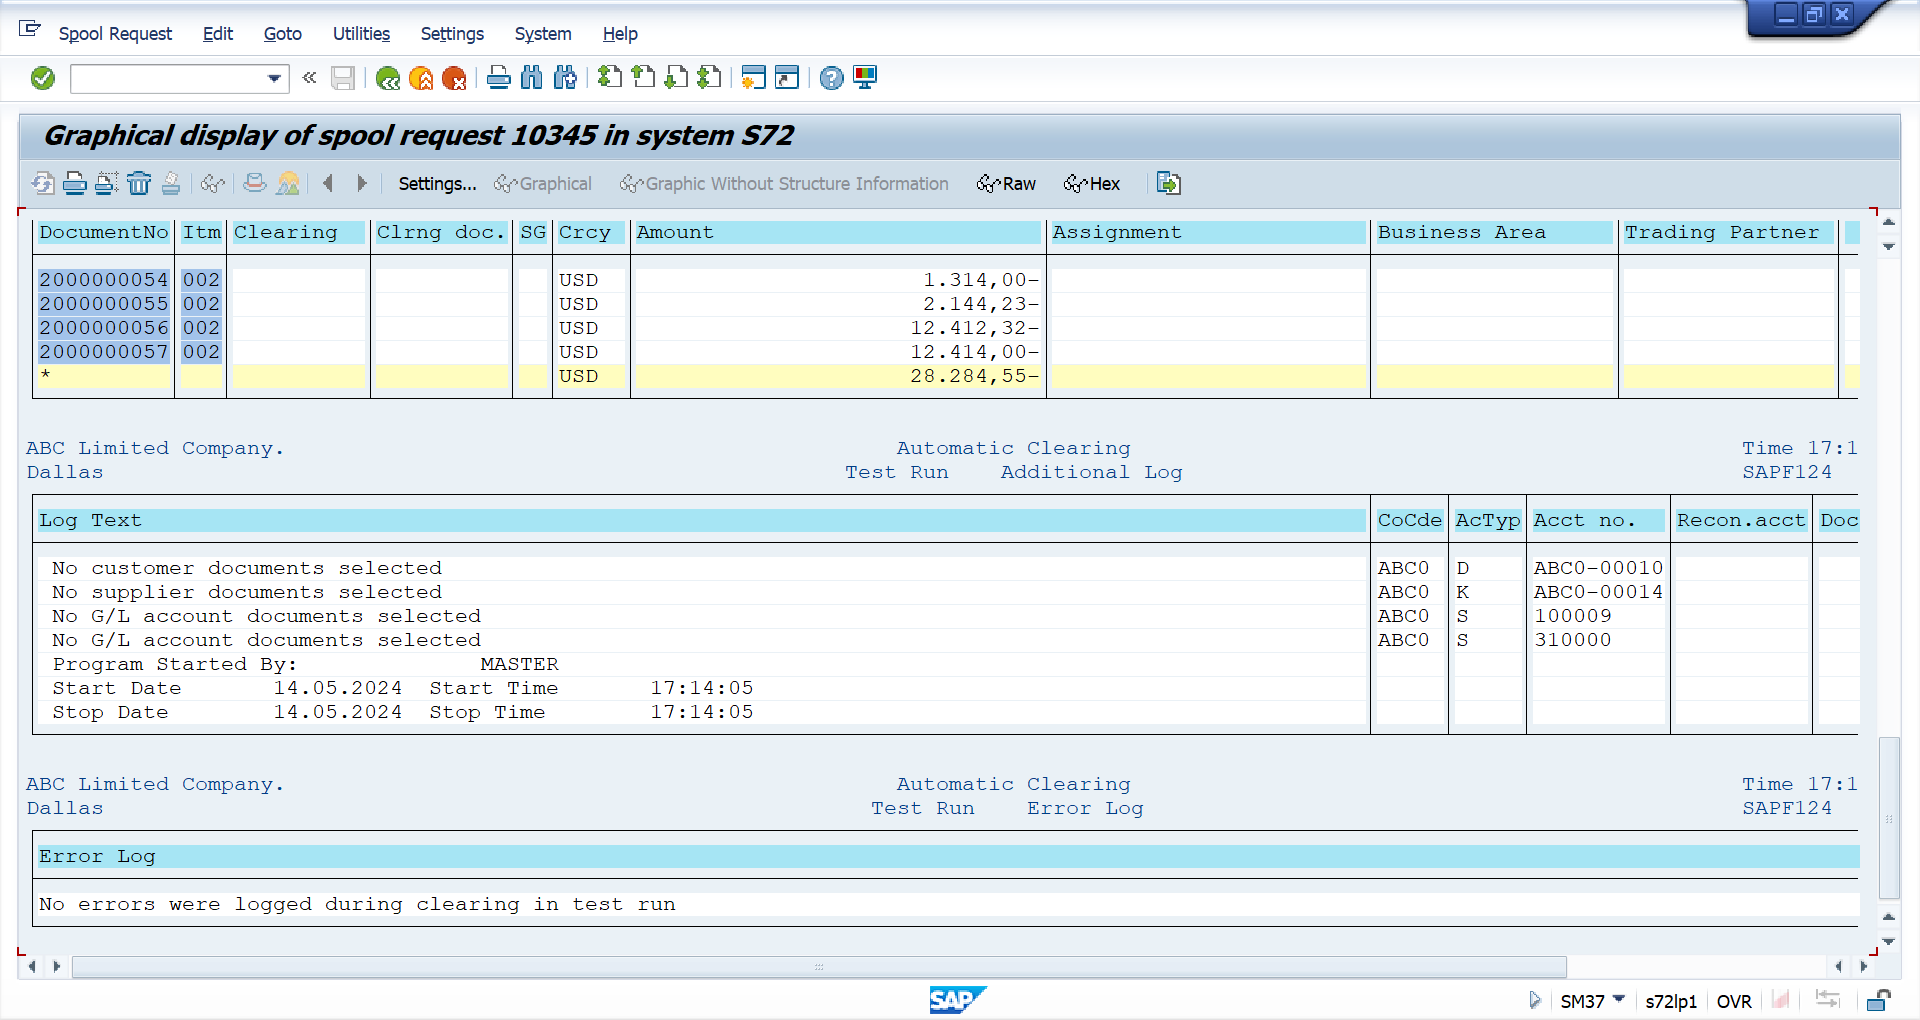 Spool Request Edit Goto Utilities Settings System Help
Graphical display of spool request 10345 in system S72
Settings... Graphical Graphic Without Structure Information Raw Hex
DocumentNo Itm Clearing Clrng doc. SG Crcy Amount Assignment Business Area Trading Partner
2000000054 002 USD 1.314,00-
2000000055 002 USD 2.144,23-
2000000056 002 USD 12.412,32-
2000000057 002 USD 12.414,00-
* USD 28.284,55-
ABC Limited Company. Automatic Clearing Time 17:1
Dallas Test Run Additional Log SAPF124
Log Text CoCde AcTyp Acct no. Recon.acct Doc
No customer documents selected ABC0 D ABC0-00010
No supplier documents selected ABC0 K ABC0-00014
No G/L account documents selected ABC0 S 100009
No G/L account documents selected ABC0 S 310000
Program Started By: MASTER
Start Date 14.05.2024 Start Time 17:14:05
Stop Date 14.05.2024 Stop Time 17:14:05
ABC Limited Company. Automatic Clearing Time 17:1
Dallas Test Run Error Log SAPF124
Error Log
No errors were logged during clearing in test run
SAP SM37 s72lp1 OVR